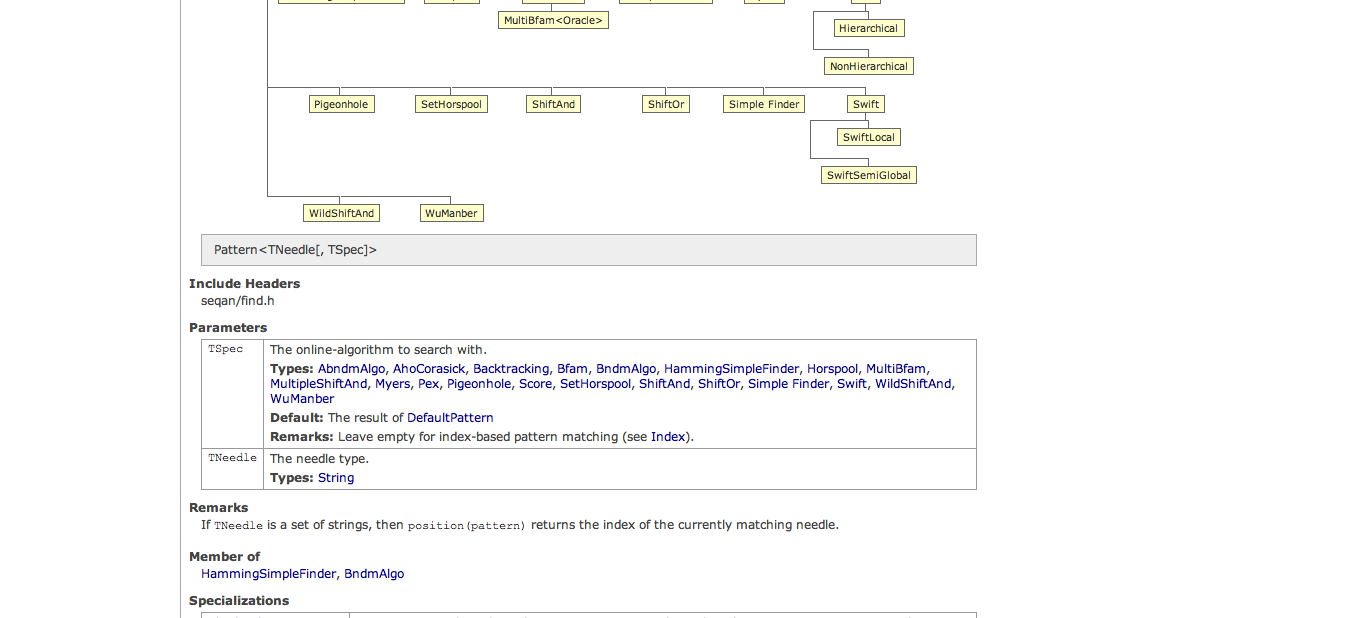 MultiBfam<Oracle>
Hierarchical
NonHierarchical
Pigeonhole SetHorspool ShiftAnd ShiftOr Simple Finder Swift
SwiftLocal
SwiftSemiGlobal
WildShiftAnd WuManber
Pattern<TNeedle[, TSpec]>
Include Headers
seqan/find.h
Parameters
TSpec The online-algorithm to search with.
Types: AbndmAlgo, AhoCorasick, Backtracking, Bfam, BndmAlgo, HammingSimpleFinder, Horspool, MultiBfam,
MultipleShiftAnd, Myers, Pex, Pigeonhole, Score, SetHorspool, ShiftAnd, ShiftOr, Simple Finder, Swift, WildShiftAnd,
WuManber
Default: The result of DefaultPattern
Remarks: Leave empty for index-based pattern matching (see Index).
TNeedle The needle type.
Types: String
Remarks
If TNeedle is a set of strings, then position(pattern) returns the index of the currently matching needle.
Member of
HammingSimpleFinder, BndmAlgo
Specializations